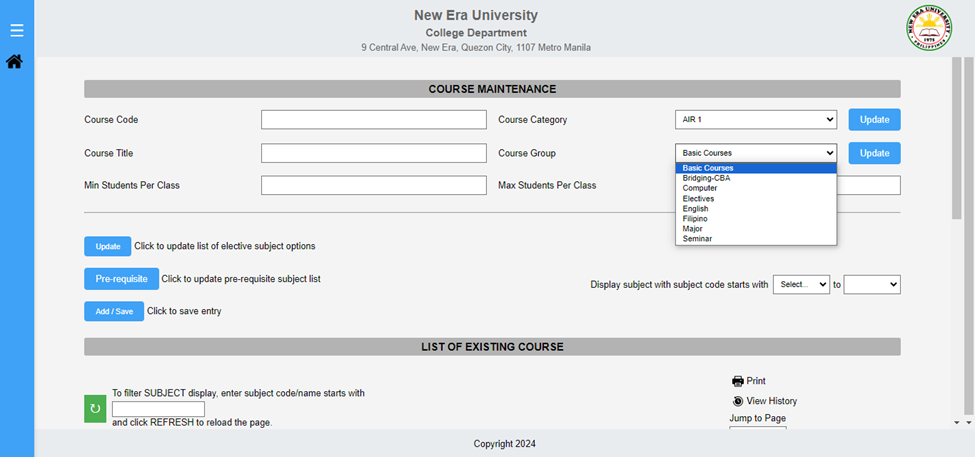 New Era University
College Department
9 Central Ave, New Era, Quezon City, 1107 Metro Manila
NEW ERA UNIVERSITY
1975
PHILIPPINES
COURSE MAINTENANCE
Course Code
Course Category
AIR 1
Update
Course Title
Course Group
Basic Courses
Update
Basic Courses
Bridging-CBA
Computer
Electives
English
Filipino
Major
Seminar
Min Students Per Class
Max Students Per Class
Update Click to update list of elective subject options
Pre-requisite Click to update pre-requisite subject list
Display subject with subject code starts with Select... to
Add / Save Click to save entry
LIST OF EXISTING COURSE
To filter SUBJECT display, enter subject code/name starts with
and click REFRESH to reload the page.
Print
View History
Jump to Page
Copyright 2024